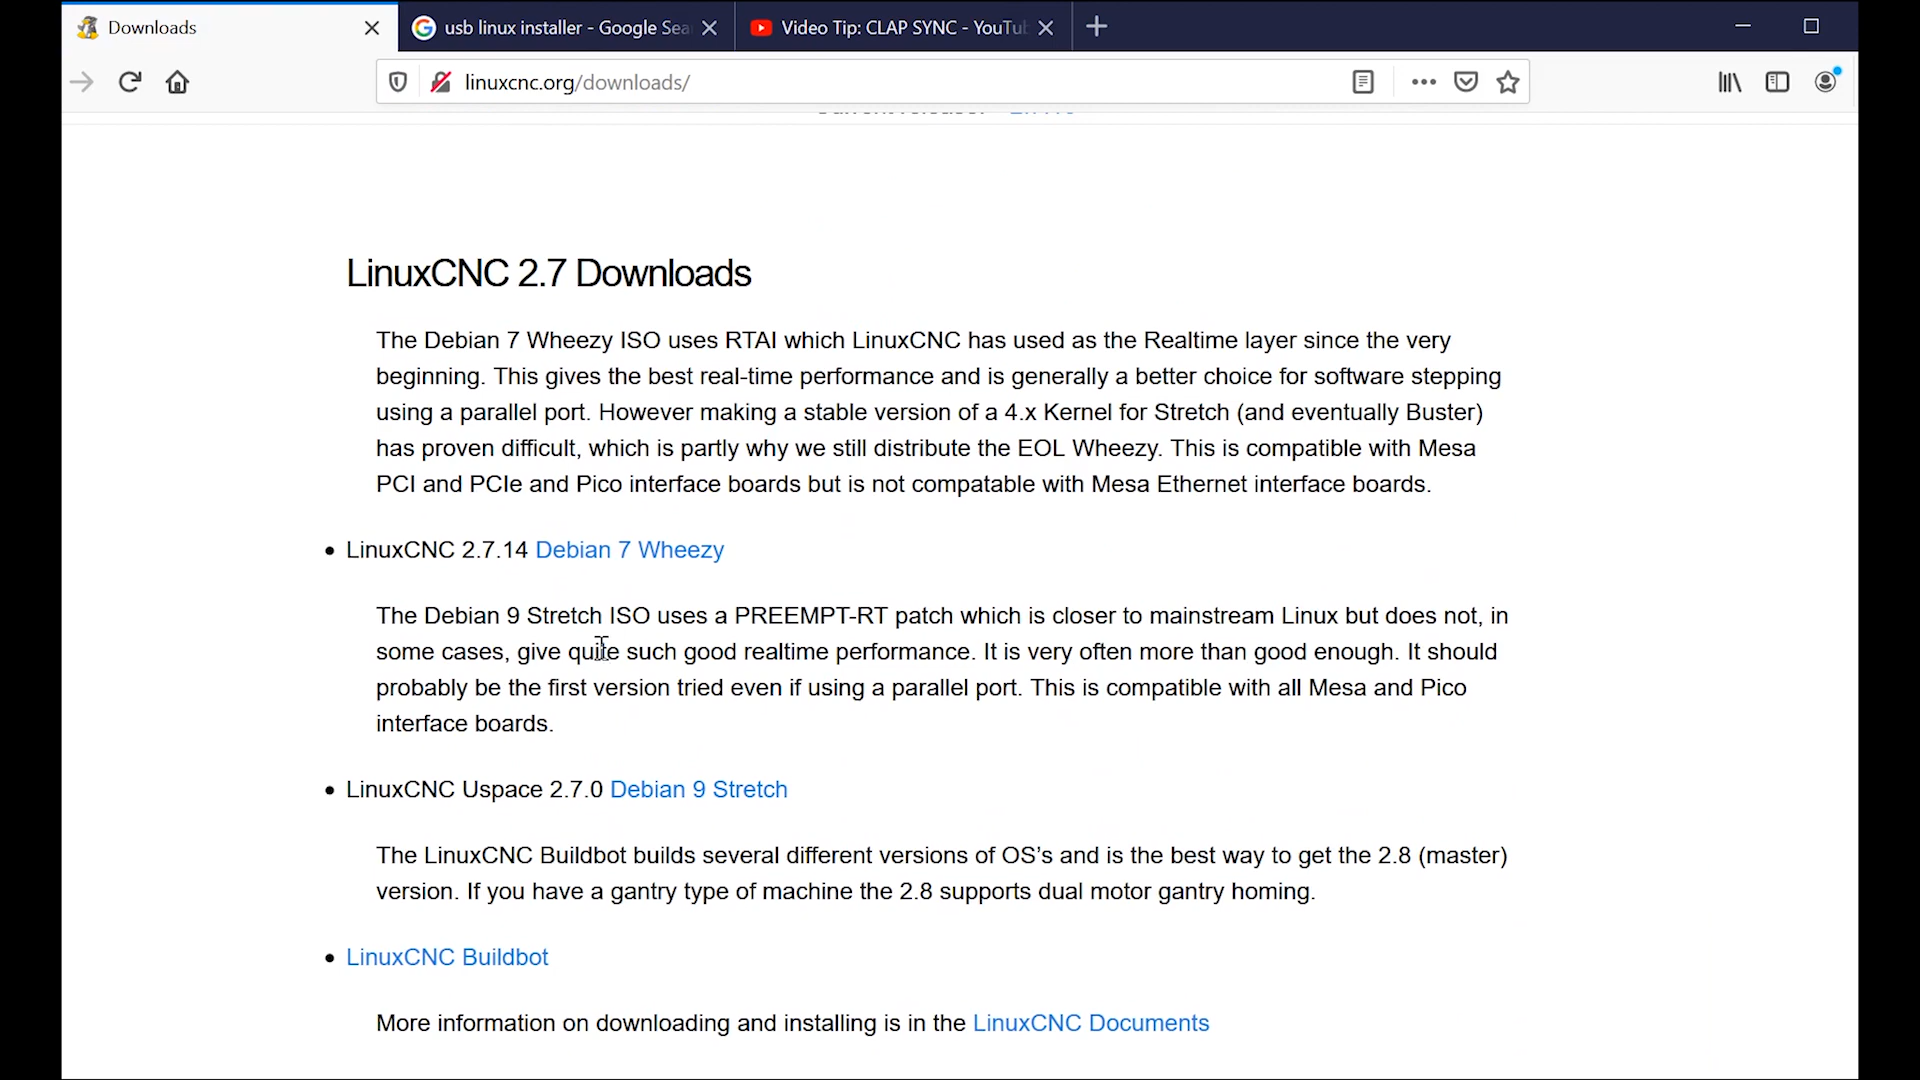 Downloads
usb linux installer - Google Sea
Video Tip: CLAP SYNC - YouTu
linuxcnc.org/downloads/
LinuxCNC 2.7 Downloads
The Debian 7 Wheezy ISO uses RTAI which LinuxCNC has used as the Realtime layer since the very
beginning. This gives the best real-time performance and is generally a better choice for software stepping
using a parallel port. However making a stable version of a 4.x Kernel for Stretch (and eventually Buster)
has proven difficult, which is partly why we still distribute the EOL Wheezy. This is compatible with Mesa
PCI and PCIe and Pico interface boards but is not compatable with Mesa Ethernet interface boards.
• LinuxCNC 2.7.14 Debian 7 Wheezy
The Debian 9 Stretch ISO uses a PREEMPT-RT patch which is closer to mainstream Linux but does not, in
some cases, give quite such good realtime performance. It is very often more than good enough. It should
probably be the first version tried even if using a parallel port. This is compatible with all Mesa and Pico
interface boards.
• LinuxCNC Uspace 2.7.0 Debian 9 Stretch
The LinuxCNC Buildbot builds several different versions of OS’s and is the best way to get the 2.8 (master)
version. If you have a gantry type of machine the 2.8 supports dual motor gantry homing.
• LinuxCNC Buildbot
More information on downloading and installing is in the LinuxCNC Documents